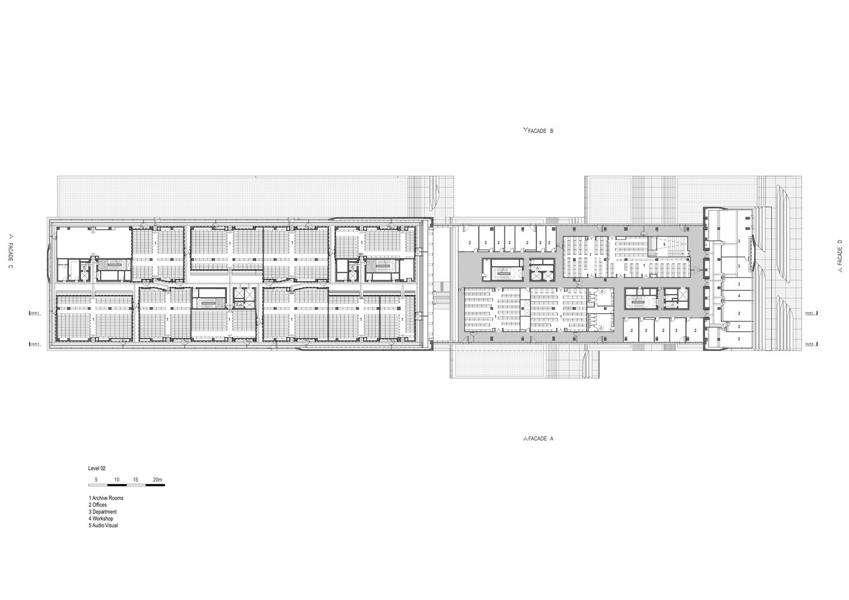 FACADE B
FACADE C
FACADE D
FACADE A
Level 02
5 10 15 20m
1 Archive Rooms
2 Offices
3 Department
4 Workshop
5 Audio Visual